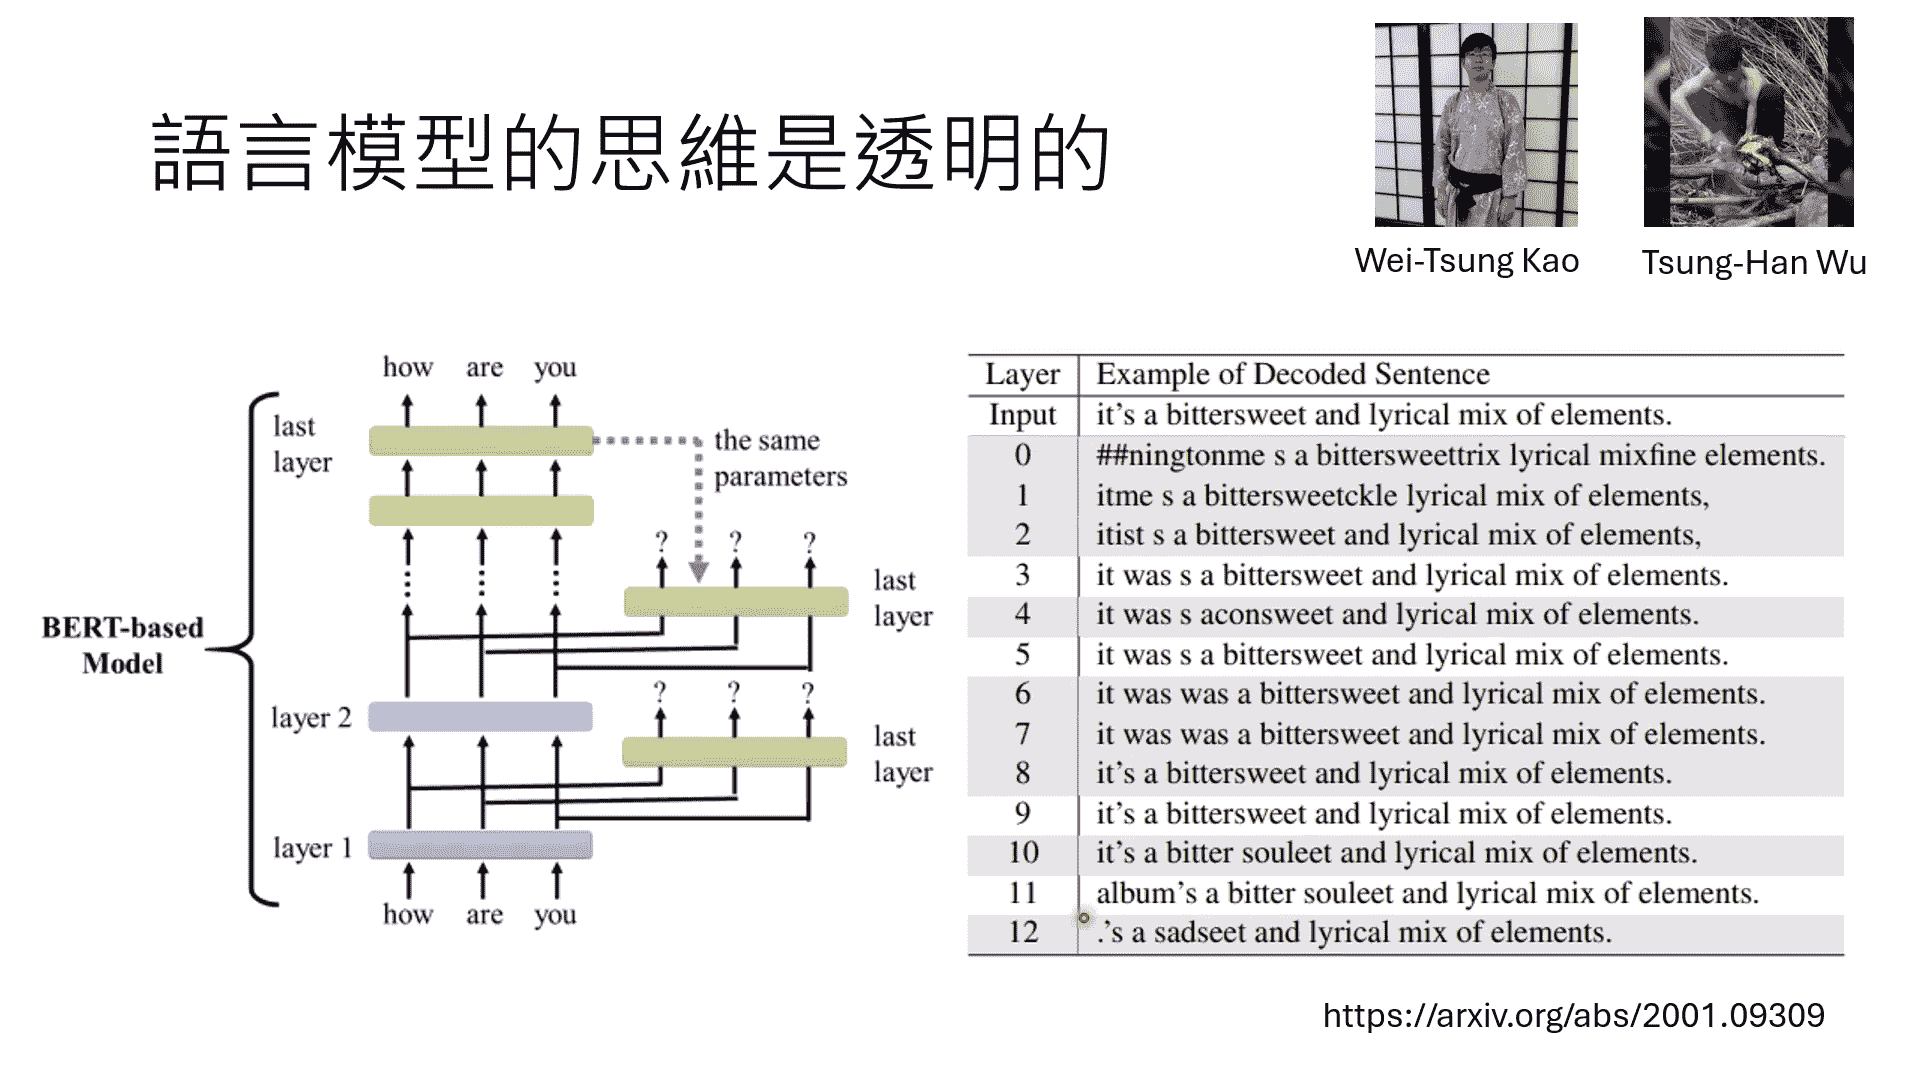 語言模型的思維是透明的
Wei-Tsung Kao
Tsung-Han Wu
how are you
last
layer
the same
parameters
? ? ?
last
layer
BERT-based
Model
layer 2
? ? ?
last
layer
layer 1
how are you
Layer Example of Decoded Sentence
Input it's a bittersweet and lyrical mix of elements.
0 ##ningtonme s a bittersweettrix lyrical mixfine elements.
1 itme s a bittersweetckle lyrical mix of elements,
2 itist s a bittersweet and lyrical mix of elements,
3 it was s a bittersweet and lyrical mix of elements.
4 it was s aconsweet and lyrical mix of elements.
5 it was s a bittersweet and lyrical mix of elements.
6 it was was a bittersweet and lyrical mix of elements.
7 it was was a bittersweet and lyrical mix of elements.
8 it's a bittersweet and lyrical mix of elements.
9 it's a bittersweet and lyrical mix of elements.
10 it's a bitter souleet and lyrical mix of elements.
11 album's a bitter souleet and lyrical mix of elements.
12 .'s a sadseet and lyrical mix of elements.
https://arxiv.org/abs/2001.09309